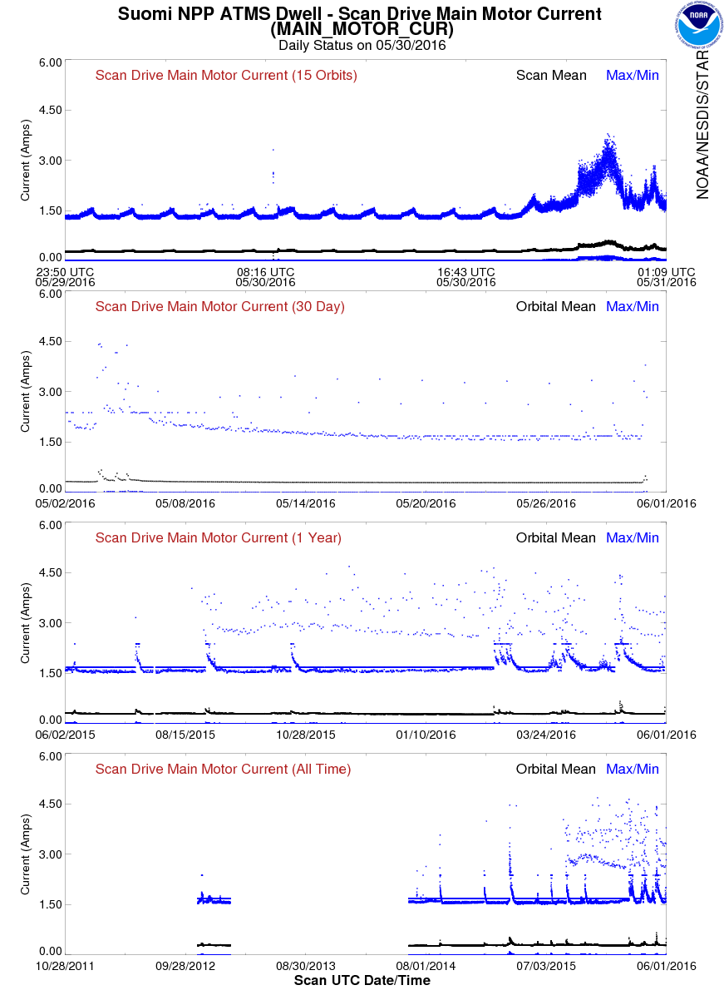 Suomi NPP ATMS Dwell - Scan Drive Main Motor Current
(MAIN_MOTOR_CUR)
Daily Status on 05/30/2016
NOAA
NOAA/NESDIS/STAR
Scan Drive Main Motor Current (15 Orbits) Scan Mean Max/Min
Current (Amps)
6.00
4.50
3.00
1.50
0.00
23:50 UTC 08:16 UTC 16:43 UTC 01:09 UTC
05/29/2016 05/30/2016 05/30/2016 05/31/2016
Scan Drive Main Motor Current (30 Day) Orbital Mean Max/Min
Current (Amps)
6.00
4.50
3.00
1.50
0.00
05/02/2016 05/08/2016 05/14/2016 05/20/2016 05/26/2016 06/01/2016
Scan Drive Main Motor Current (1 Year) Orbital Mean Max/Min
Current (Amps)
6.00
4.50
3.00
1.50
0.00
06/02/2015 08/15/2015 10/28/2015 01/10/2016 03/24/2016 06/01/2016
Scan Drive Main Motor Current (All Time) Orbital Mean Max/Min
Current (Amps)
6.00
4.50
3.00
1.50
0.00
10/28/2011 09/28/2012 08/30/2013 08/01/2014 07/03/2015 06/01/2016
Scan UTC Date/Time